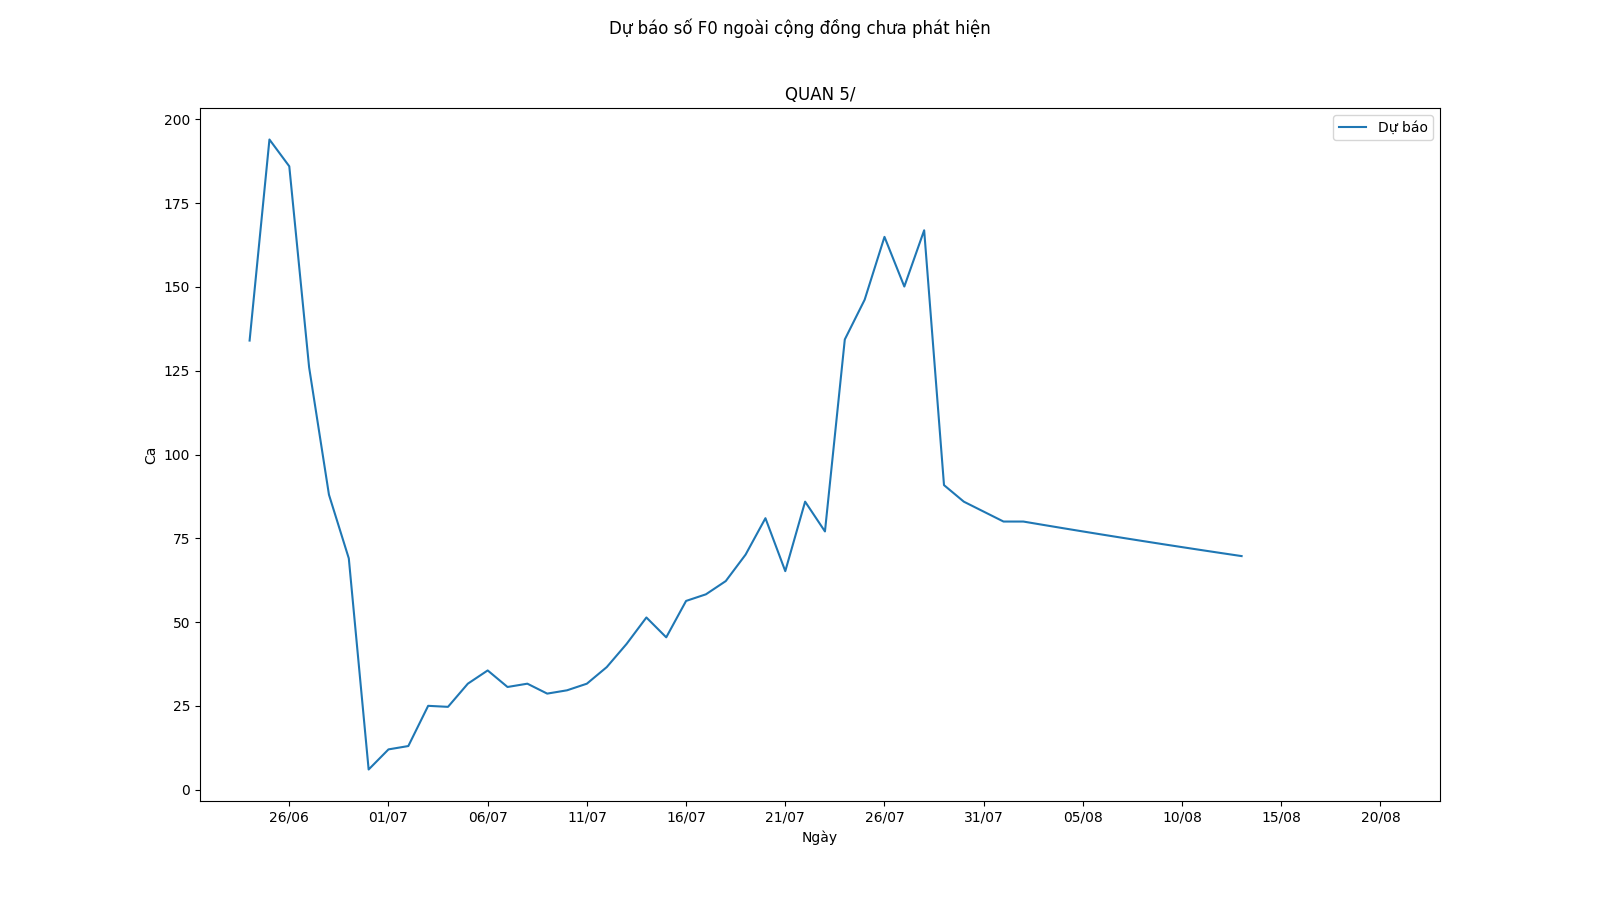 Dự báo số F0 ngoài cộng đồng chưa phát hiện
QUAN 5/
Dự báo
200
175
150
125
100
75
50
25
0
Ca
26/06 01/07 06/07 11/07 16/07 21/07 26/07 31/07 05/08 10/08 15/08 20/08
Ngày